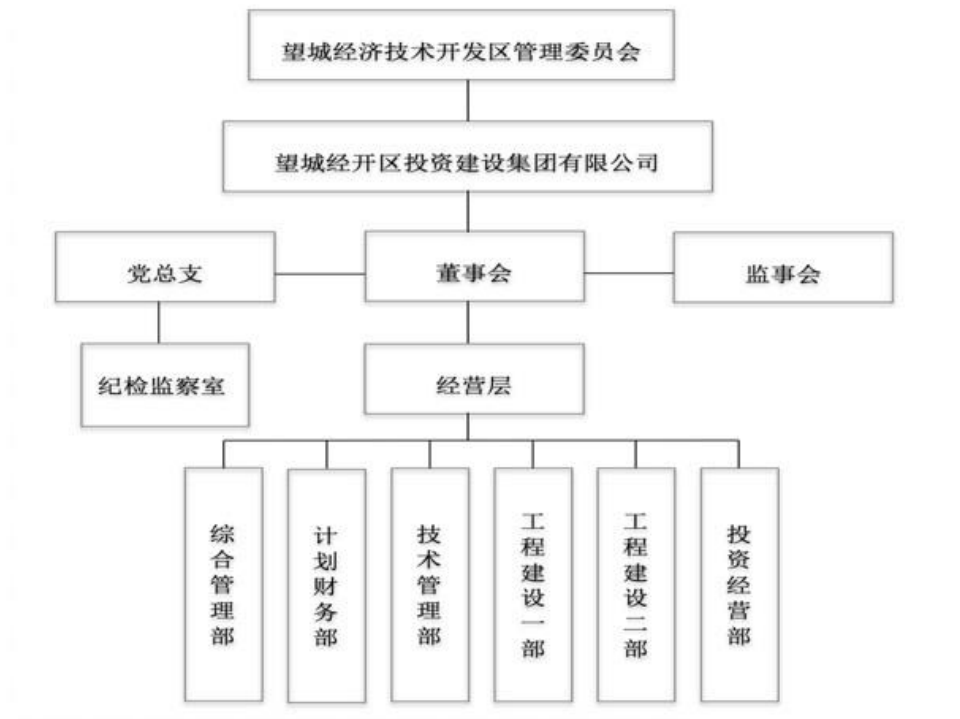 望城经济技术开发区管理委员会
望城经开区投资建设集团有限公司
党总支
董事会
监事会
纪检监察室
经营层
综合管理部
计划财务部
技术管理部
工程建设一部
工程建设二部
投资经营部